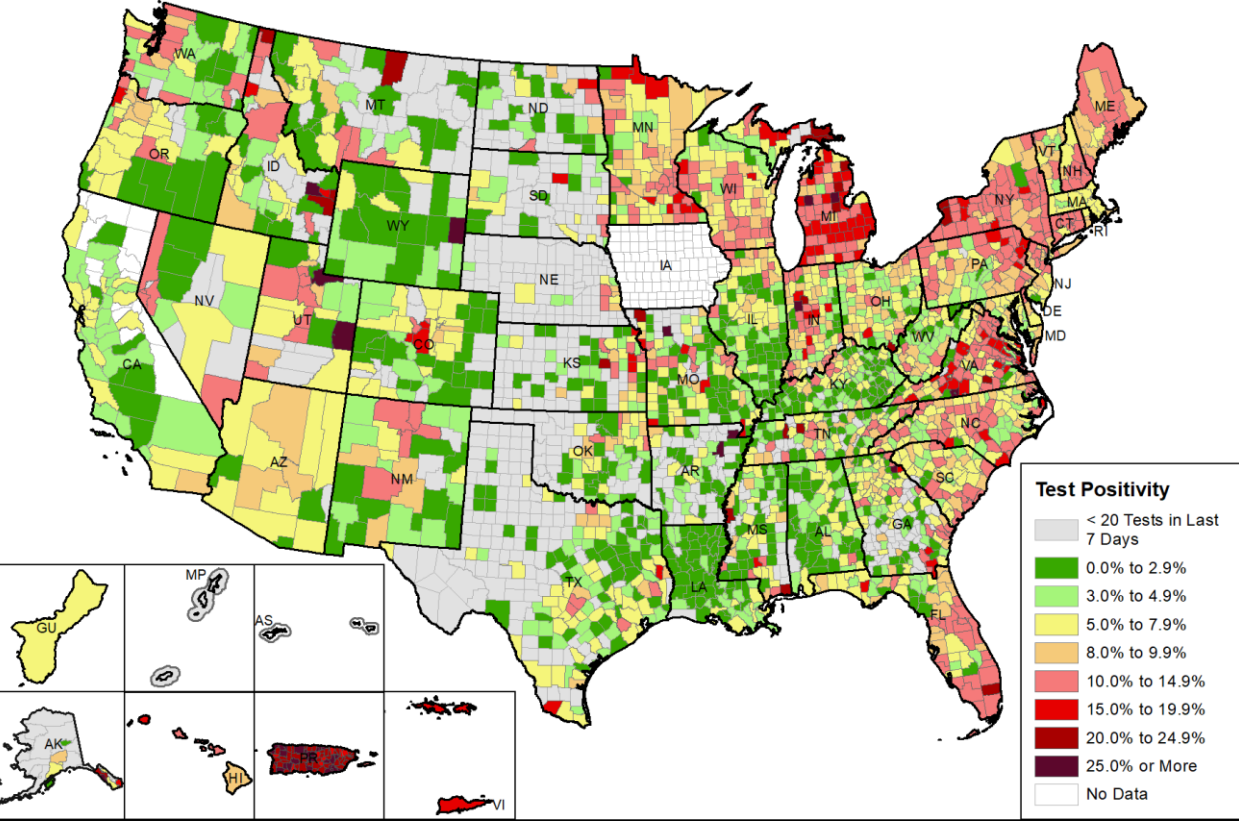 WA
MT
ND
MN
ME
OR
ID
SD
WI
VT
NH
NY
MA
CT
RI
WY
MI
IA
NE
PA
NJ
NV
UT
CO
IL
IN
OH
DE
MD
WV
CA
KS
MO
KY
VA
AZ
NM
OK
AR
TN
NC
SC
MS
AL
GA
TX
LA
FL
GU
MP
AS
AK
HI
PR
VI
Test Positivity
< 20 Tests in Last
7 Days
0.0% to 2.9%
3.0% to 4.9%
5.0% to 7.9%
8.0% to 9.9%
10.0% to 14.9%
15.0% to 19.9%
20.0% to 24.9%
25.0% or More
No Data